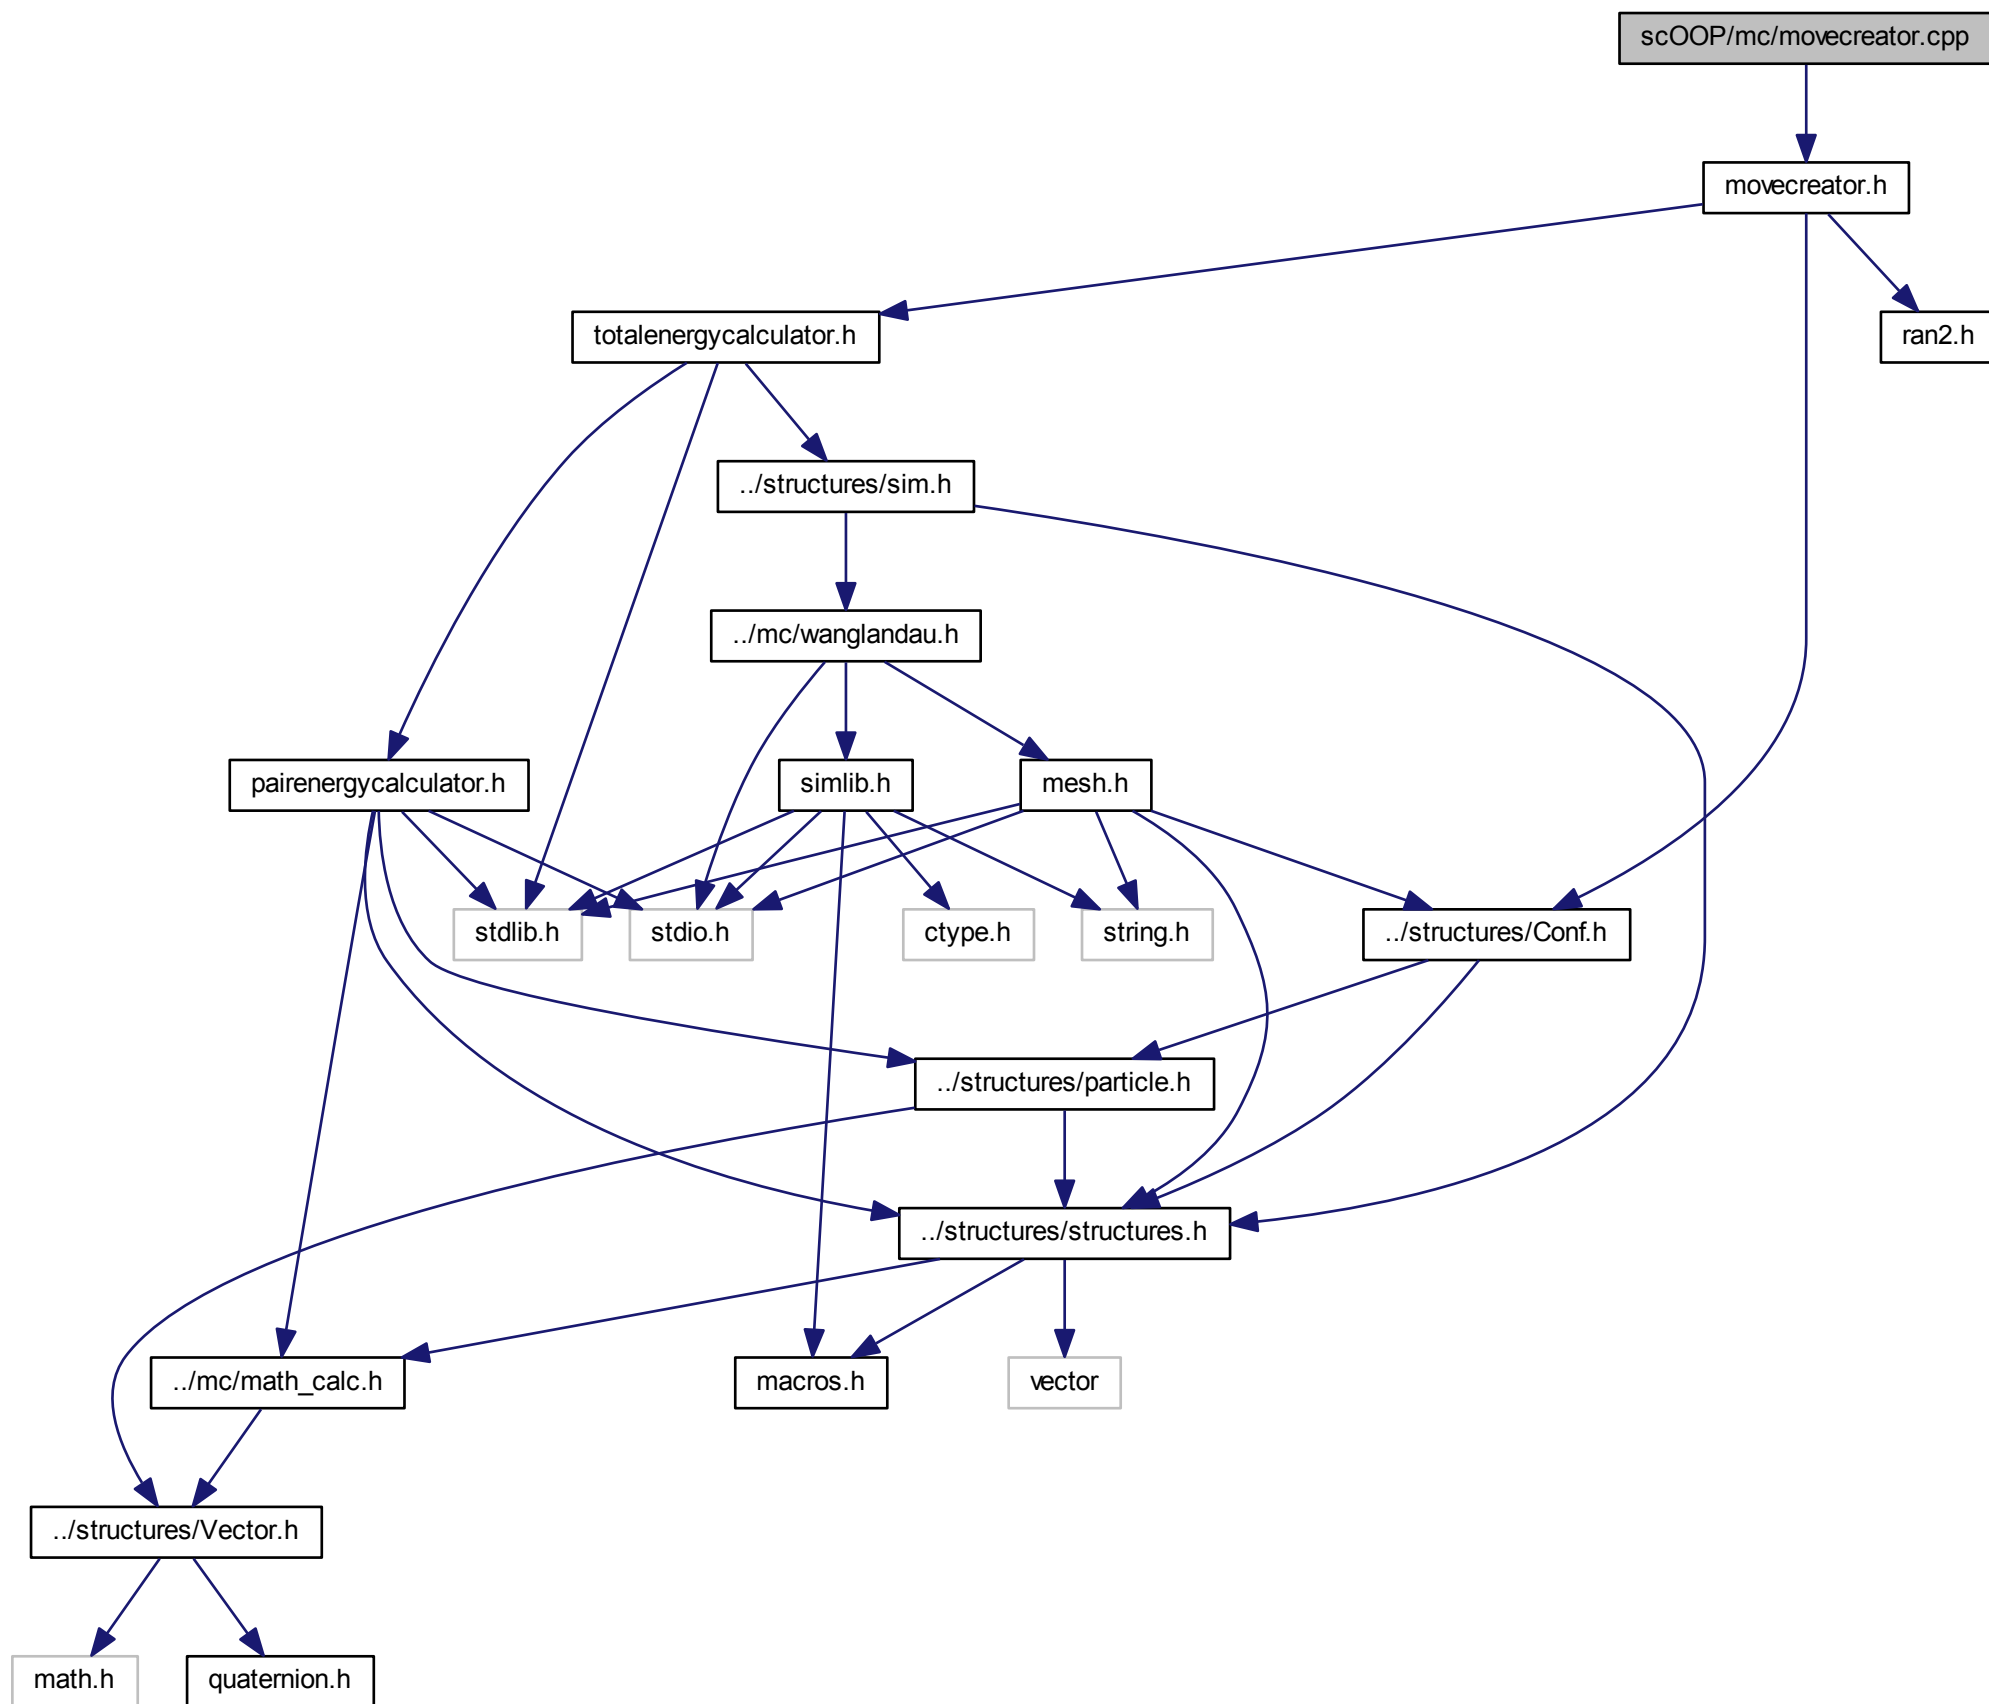 scOOP/mc/movecreator.cpp
movecreator.h
totalenergycalculator.h
ran2.h
../structures/sim.h
../mc/wanglandau.h
pairenergycalculator.h
simlib.h
mesh.h
stdlib.h
stdio.h
ctype.h
string.h
../structures/Conf.h
../structures/particle.h
../structures/structures.h
../mc/math_calc.h
macros.h
vector
../structures/Vector.h
math.h
quaternion.h